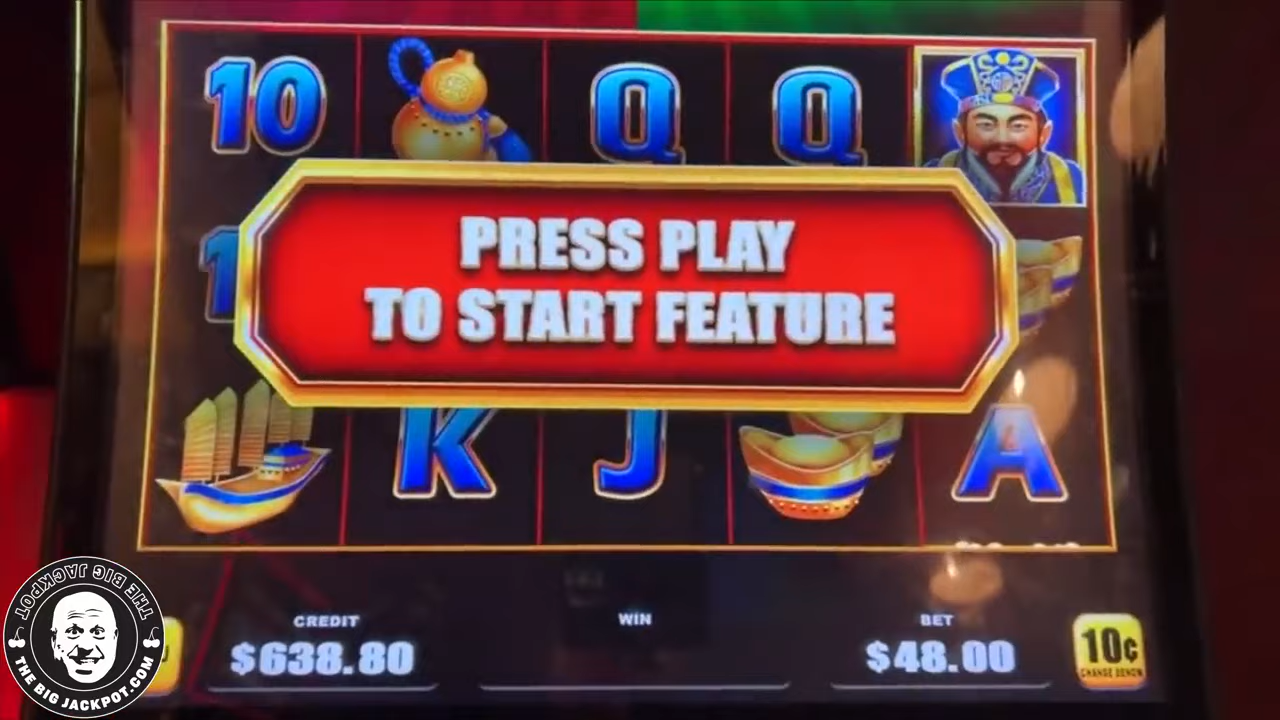 10
Q
Q
PRESS PLAY
TO START FEATURE
K
J
A
CREDIT
WIN
BET
$638.80
$48.00
10¢
CHANGE DENOM
THE BIG JACKPOT
THE BIG JACKPOT.COM